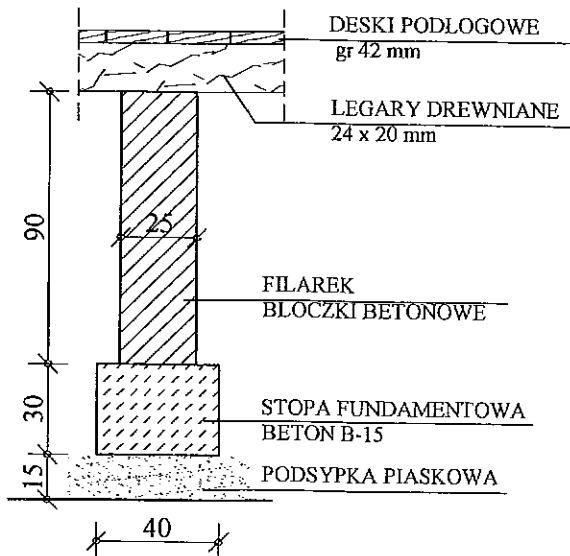 DESKI PODŁOGOWE
gr 42 mm
LEGARY DREWNIANE
24 x 20 mm
90
25
FILAREK
BLOCZKI BETONOWE
30
STOPA FUNDAMENTOWA
BETON B-15
15
PODSYPKA PIASKOWA
40